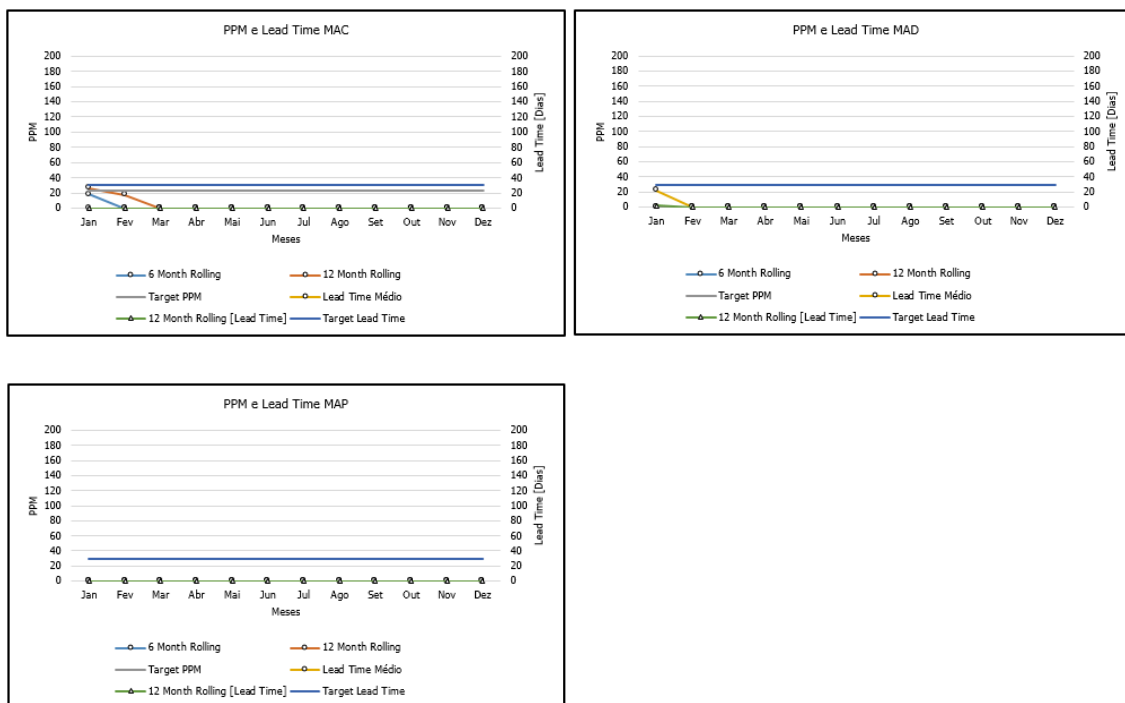 PPM e Lead Time MAC
200 200
180 180
160 160
140 140
120 120
100 100
80 80
60 60
40 40
20 20
0 0
PPM
Lead Time [Dias]
Jan Fev Mar Abr Mai Jun Jul Ago Set Out Nov Dez
Meses
6 Month Rolling 12 Month Rolling
Target PPM Lead Time Médio
12 Month Rolling [Lead Time] Target Lead Time
PPM e Lead Time MAD
200 200
180 180
160 160
140 140
120 120
100 100
80 80
60 60
40 40
20 20
0 0
PPM
Lead Time [Dias]
Jan Fev Mar Abr Mai Jun Jul Ago Set Out Nov Dez
Meses
6 Month Rolling 12 Month Rolling
Target PPM Lead Time Médio
12 Month Rolling [Lead Time] Target Lead Time
PPM e Lead Time MAP
200 200
180 180
160 160
140 140
120 120
100 100
80 80
60 60
40 40
20 20
0 0
PPM
Lead Time [Dias]
Jan Fev Mar Abr Mai Jun Jul Ago Set Out Nov Dez
Meses
6 Month Rolling 12 Month Rolling
Target PPM Lead Time Médio
12 Month Rolling [Lead Time] Target Lead Time